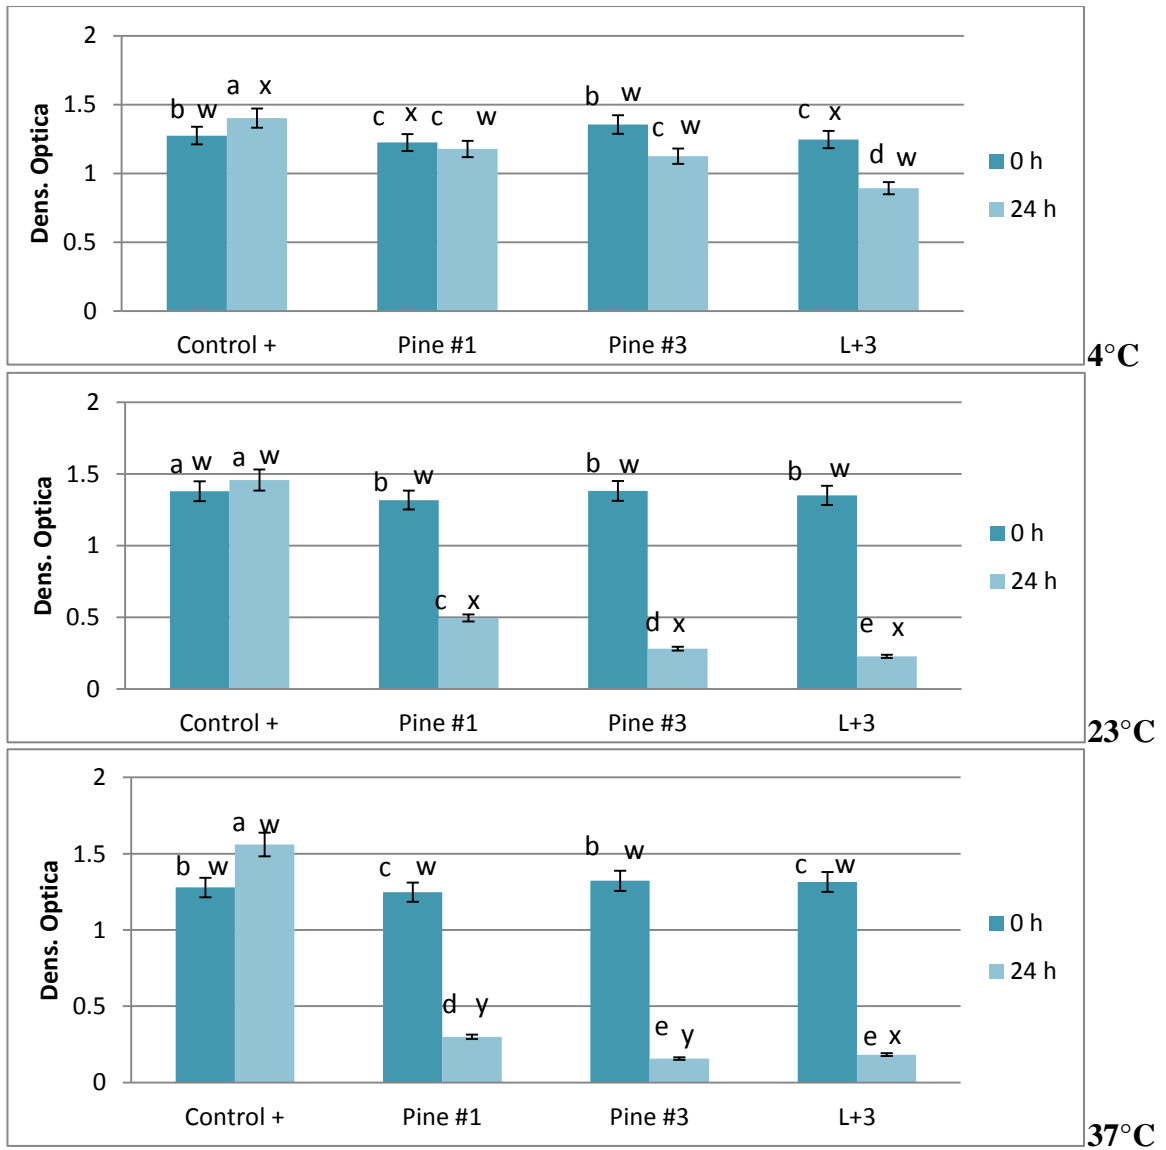 2
1.5
1
0.5
0
Dens. Optica
b w a x c x c w b w c w c x d w
Control + Pine #1 Pine #3 L+3
0 h
24 h
4°C
2
1.5
1
0.5
0
Dens. Optica
a w a w b w c x b w d x b w e x
Control + Pine #1 Pine #3 L+3
0 h
24 h
23°C
2
1.5
1
0.5
0
Dens. Optica
b w a w c w d y b w e y c w e x
Control + Pine #1 Pine #3 L+3
0 h
24 h
37°C